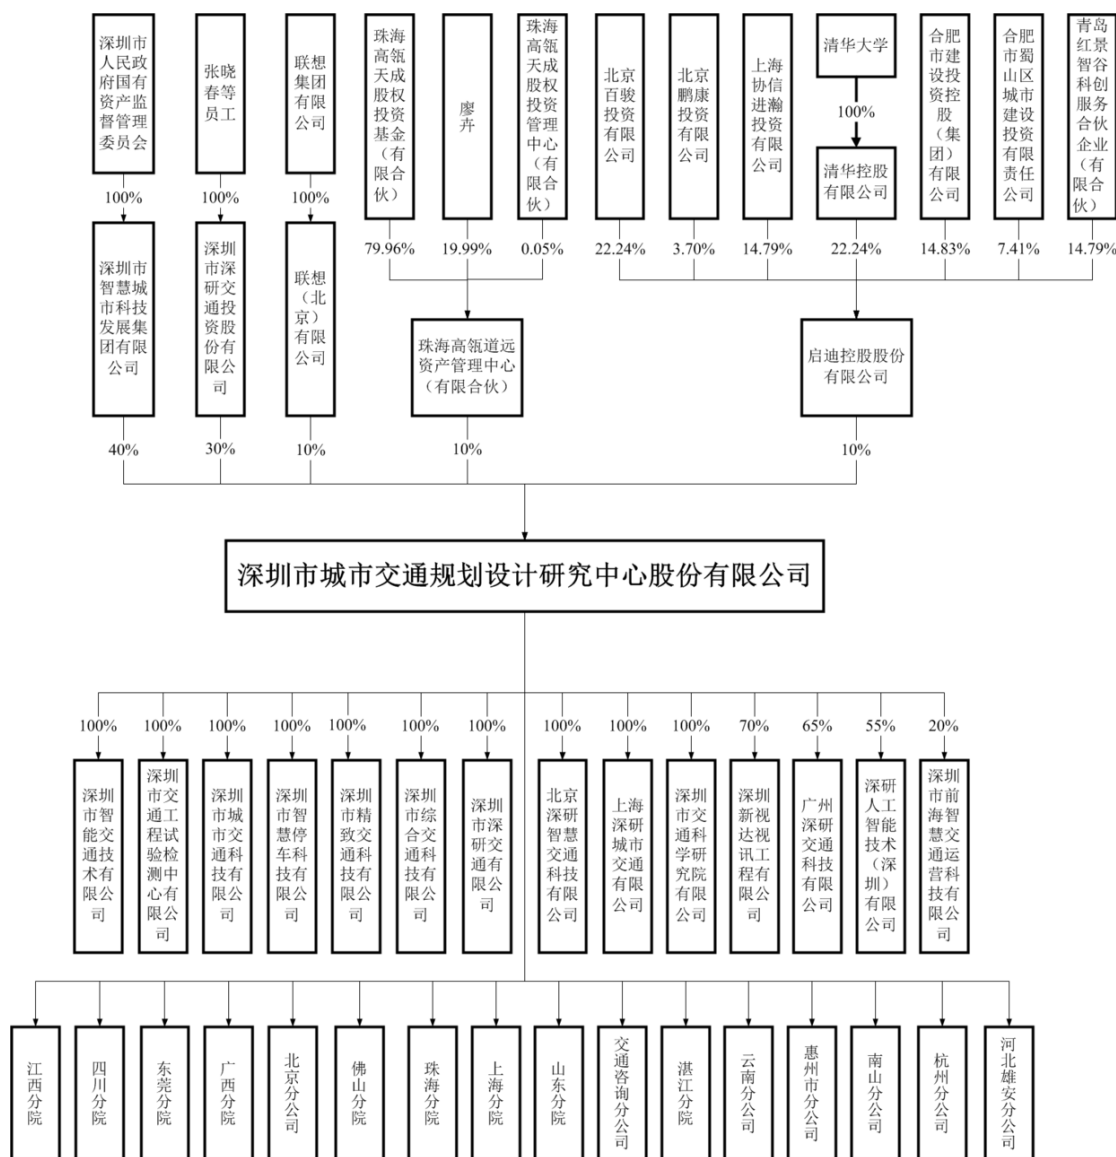 深圳市
人民政
府国有
资产监
督管理
委员会
张晓
春等
员工
联想
集团
有限
公司
珠海
高瓴
天成
股权
投资
基金
（有
限合
伙）
廖
卉
珠海
高瓴
天成
股权
投资
管理
中心
（有
限合
伙）
北京
百骏
投资
有限
公司
北京
鹏康
投资
有限
公司
上海
协信
进瀚
投资
有限
公司
清华大学
100%
清华控股
有限公司
合肥
市建
设投
资控
股
（集
团）
有限
公司
合肥
市蜀
山区
城市
建设
投资
有限
责任
公司
青岛
红景
智谷
科创
服务
合伙
企业
（有
限合
伙）
100%
100%
100%
79.96%
19.99%
0.05%
22.24%
3.70%
14.79%
22.24%
14.83%
7.41%
14.79%
深圳市
智慧城
市科技
发展集
团有限
公司
深圳
市深
研交
通投
资股
份有
限公
司
联想
（北
京）
有限
公司
珠海高瓴道远
资产管理中心
（有限合伙）
启迪控股股份
有限公司
40%
30%
10%
10%
10%
深圳市城市交通规划设计研究中心股份有限公司
100%
100%
100%
100%
100%
100%
100%
100%
100%
100%
70%
65%
55%
20%
深圳
市智
能交
通技
术有
限公
司
深圳
市交
通工
程试
验检
测中
心有
限公
司
深圳
市城
市交
通科
技有
限公
司
深圳
市智
慧停
车科
技有
限公
司
深圳
市精
致交
通科
技有
限公
司
深圳
市综
合交
通科
技有
限公
司
深圳
市深
研交
通有
限公
司
北京
深研
智慧
交通
科技
有限
公司
上海
深研
城市
交通
有限
公司
深圳
市交
通科
学研
究院
有限
公司
深圳
新视
达视
讯工
程有
限公
司
广州
深研
交通
科技
有限
公司
深研
人工
智能
技术
（深
圳）
有限
公司
深圳
市前
海智
慧交
通运
营科
技有
限公
司
江西分院
四川分院
东莞分院
广西分院
北京分公司
佛山分院
珠海分院
上海分院
山东分院
交通咨询分公司
湛江分院
云南分公司
惠州市分公司
南山分公司
杭州分公司
河北雄安分公司